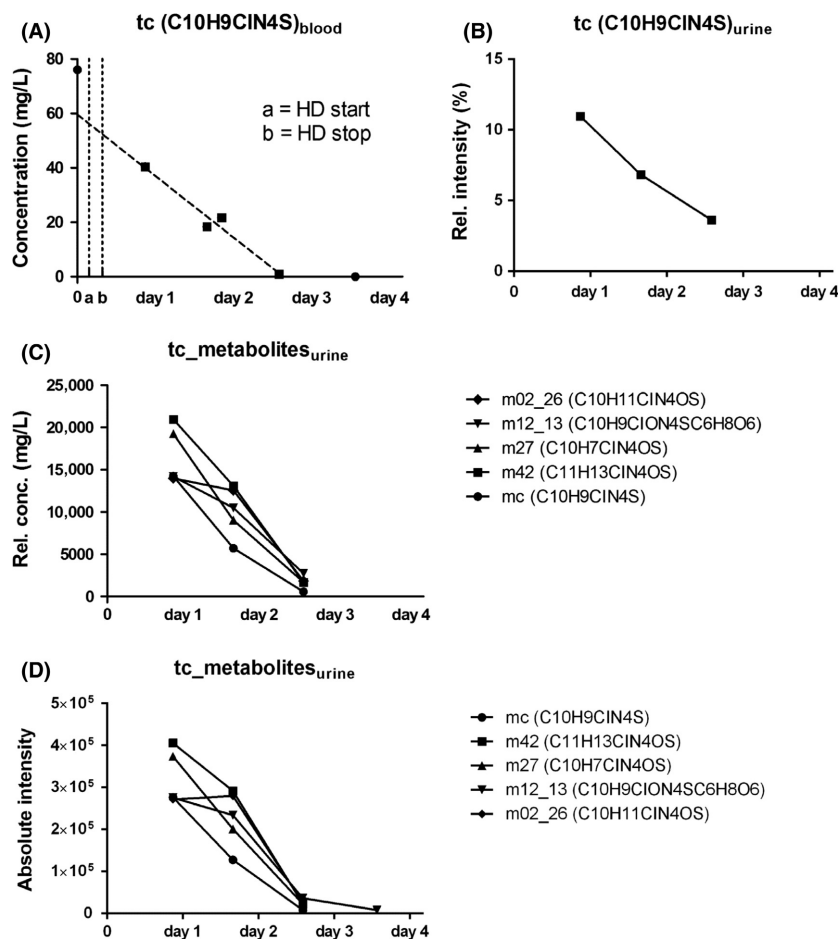 (A)
tc (C10H9ClN4S)blood
Concentration (mg/L)
80
60
40
20
0
a = HD start
b = HD stop
0 a b day 1 day 2 day 3 day 4
(B)
tc (C10H9ClN4S)urine
Rel. intensity (%)
15
10
5
0
0 day 1 day 2 day 3 day 4
(C)
tc_metabolitesurine
Rel. conc. (mg/L)
25,000
20,000
15,000
10,000
5000
0
0 day 1 day 2 day 3 day 4
m02_26 (C10H11ClN4OS)
m12_13 (C10H9ClON4SC6H8O6)
m27 (C10H7ClN4OS)
m42 (C11H13ClN4OS)
mc (C10H9ClN4S)
(D)
tc_metabolitesurine
Absolute intensity
5×10⁵
4×10⁵
3×10⁵
2×10⁵
1×10⁵
0
0 day 1 day 2 day 3 day 4
mc (C10H9ClN4S)
m42 (C11H13ClN4OS)
m27 (C10H7ClN4OS)
m12_13 (C10H9ClON4SC6H8O6)
m02_26 (C10H11ClN4OS)